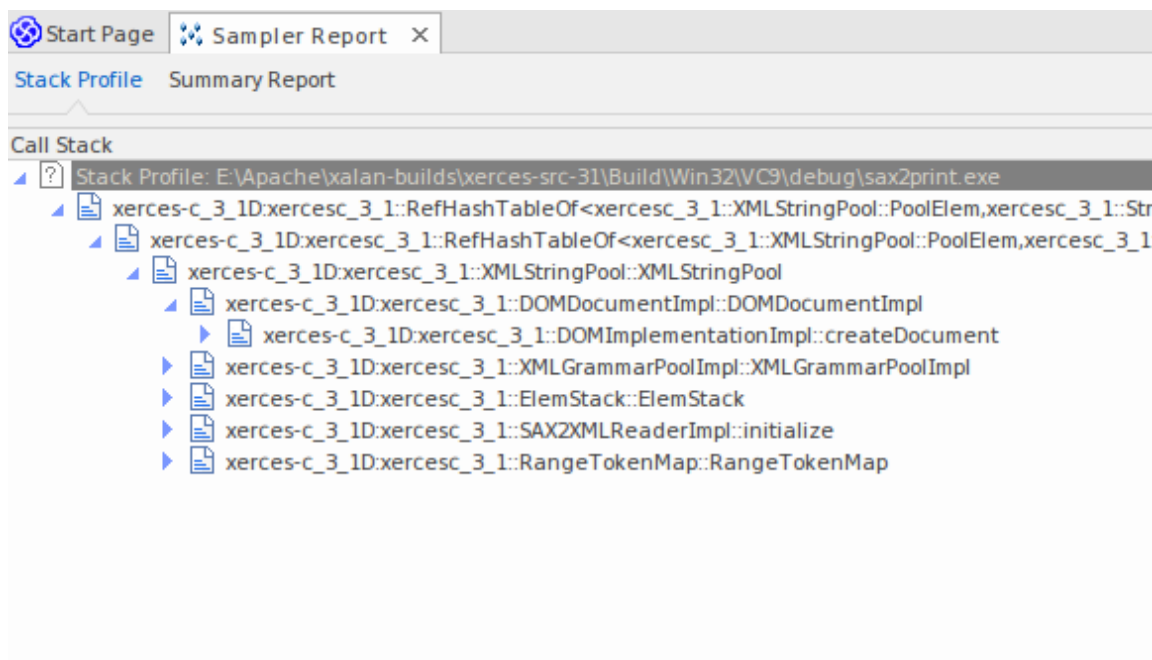 Start Page Sampler Report ×
Stack Profile Summary Report
Call Stack
? Stack Profile: E:\Apache\xalan-builds\xerces-src-31\Build\Win32\VC9\debug\sax2print.exe
xerces-c_3_1D:xercesc_3_1::RefHashTableOf<xercesc_3_1::XMLStringPool::PoolElem,xercesc_3_1::Str
xerces-c_3_1D:xercesc_3_1::RefHashTableOf<xercesc_3_1::XMLStringPool::PoolElem,xercesc_3_1
xerces-c_3_1D:xercesc_3_1::XMLStringPool::XMLStringPool
xerces-c_3_1D:xercesc_3_1::DOMDocumentImpl::DOMDocumentImpl
xerces-c_3_1D:xercesc_3_1::DOMImplementationImpl::createDocument
xerces-c_3_1D:xercesc_3_1::XMLGrammarPoolImpl::XMLGrammarPoolImpl
xerces-c_3_1D:xercesc_3_1::ElemStack::ElemStack
xerces-c_3_1D:xercesc_3_1::SAX2XMLReaderImpl::initialize
xerces-c_3_1D:xercesc_3_1::RangeTokenMap::RangeTokenMap